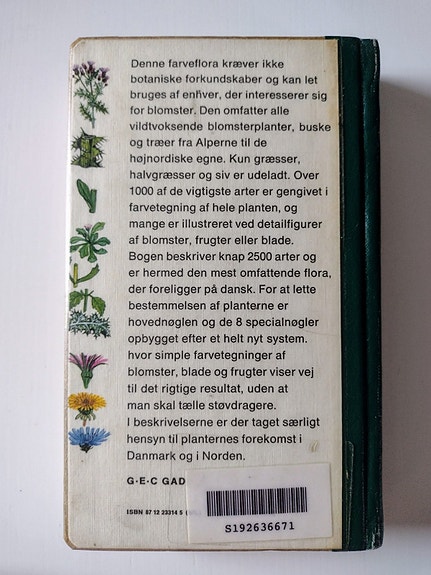 Denne farveflora kræver ikke
botaniske forkundskaber og kan let
bruges af enhver, der interesserer sig
for blomster. Den omfatter alle
vildtvoksende blomsterplanter, buske
og træer fra Alperne til de
højnordiske egne. Kun græsser,
halvgræsser og siv er udeladt. Over
1000 af de vigtigste arter er gengivet i
farvetegning af hele planten, og
mange er illustreret ved detailfigurer
af blomster, frugter eller blade.
Bogen beskriver knap 2500 arter og
er hermed den mest omfattende flora,
der foreligger på dansk. For at lette
bestemmelsen af planterne er
hovednøglen og de 8 specialnøgler
opbygget efter et helt nyt system.
hvor simple farvetegninger af
blomster, blade og frugter viser vej
til det rigtige resultat, uden at
man skal tælle støvdragere.
I beskrivelserne er der taget særligt
hensyn til planternes forekomst i
Danmark og i Norden.
G·E·C GAD
ISBN 87 12 23314 5
S192636671